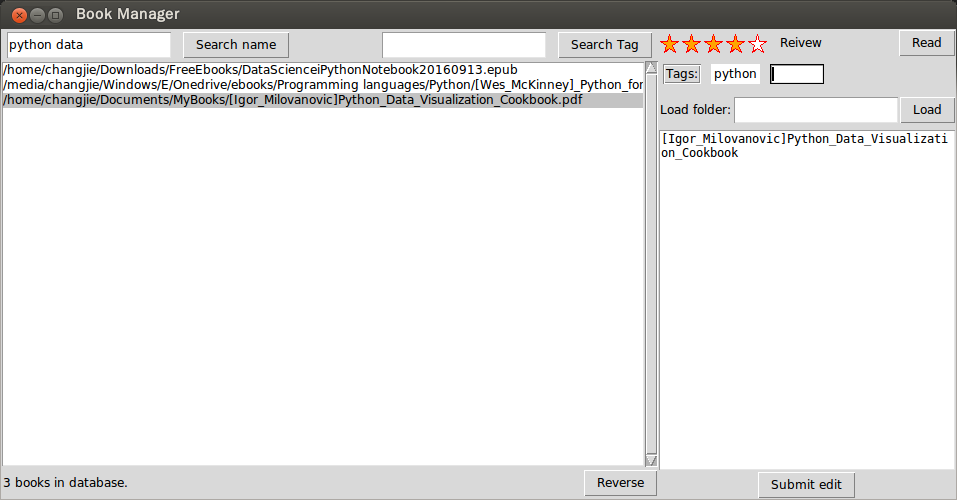 Book Manager
python data Search name Search Tag Reivew Read
/home/changjie/Downloads/FreeEbooks/DataScienceiPythonNotebook20160913.epub
/media/changjie/Windows/E/Onedrive/ebooks/Programming languages/Python/[Wes_McKinney]_Python_for
/home/changjie/Documents/MyBooks/[Igor_Milovanovic]Python_Data_Visualization_Cookbook.pdf
Tags: python
Load folder: Load
[Igor_Milovanovic]Python_Data_Visualizati
on_Cookbook
3 books in database. Reverse
Submit edit